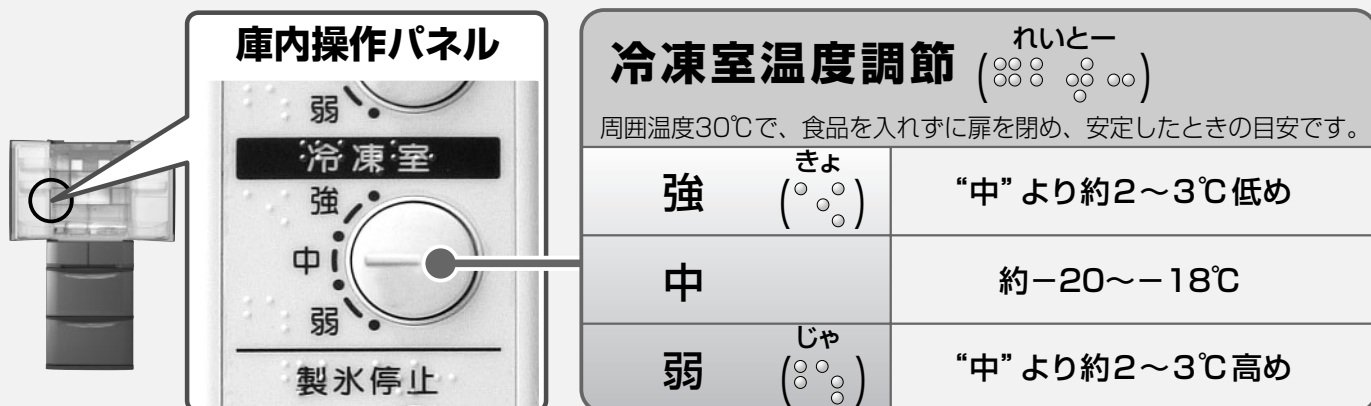 庫内操作パネル
弱
冷凍室
強
中
弱
製氷停止
冷凍室温度調節
れいとー
周囲温度30℃で、食品を入れずに扉を閉め、安定したときの目安です。
強 (きょ) “中”より約2～3℃低め
中 約－20～－18℃
弱 (じゃ) “中”より約2～3℃高め